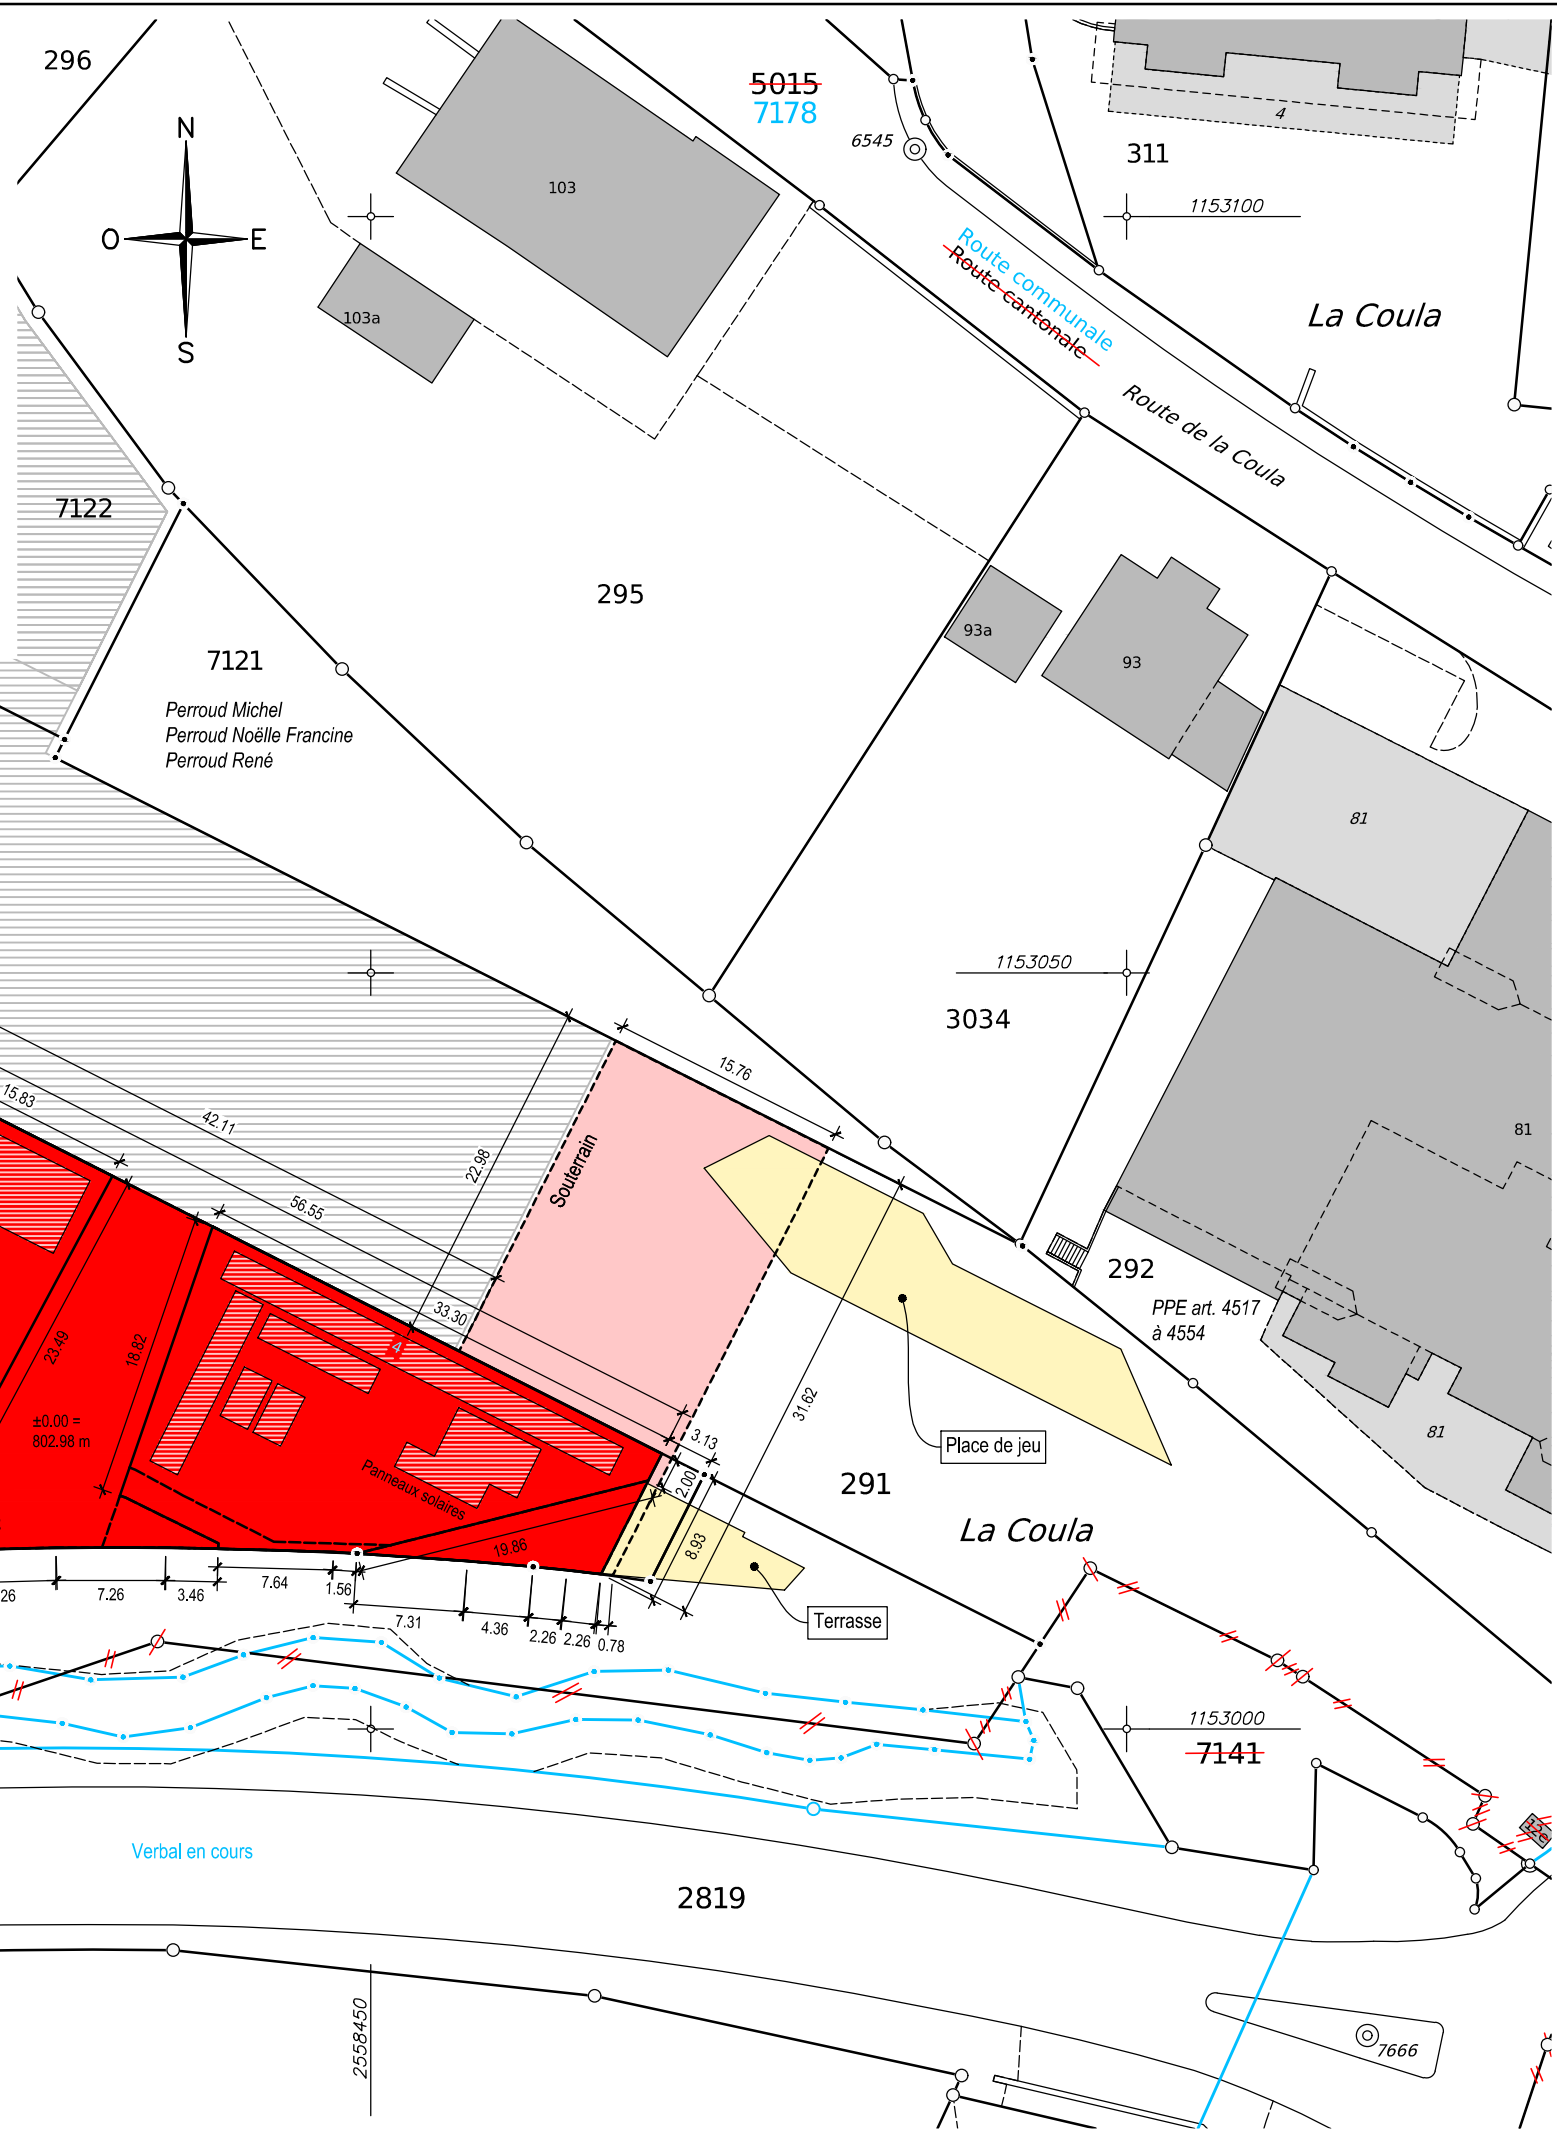 296
5015
7178
N
O
E
S
103
103a
6545
311
4
1153100
Route communale
Route cantonale
La Coula
Route de la Coula
7122
295
7121
Perroud Michel
Perroud Noëlle Francine
Perroud René
93a
93
81
1153050
3034
81
15.76
15.83
42.11
22.98
Souterrain
56.55
33.30
4
23.49
18.82
±0.00 =
802.98 m
Panneaux solaires
31.62
3.13
2.00
8.93
19.86
Place de jeu
292
PPE art. 4517
à 4554
81
291
La Coula
26
7.26
3.46
7.64
1.56
7.31
4.36
2.26
2.26
0.78
Terrasse
1153000
7141
Verbal en cours
2819
2558450
7666